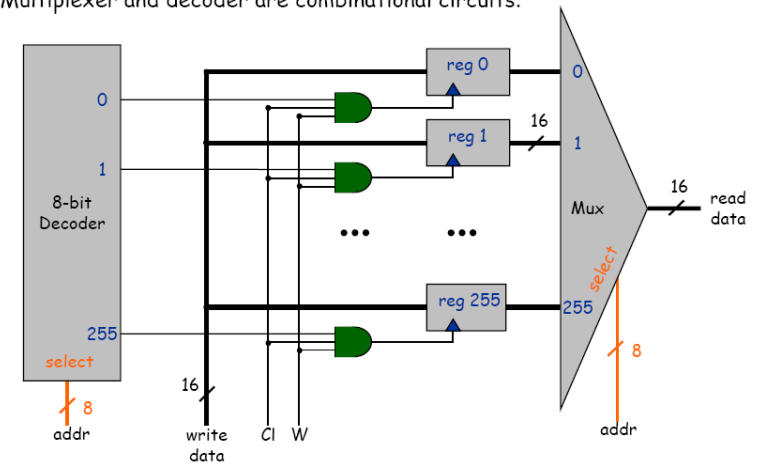 Multiplexer and decoder are combinational circuits.
reg 0
0
0
16
reg 1
1
1
8-bit
Decoder
Mux
16
read
data
•••
•••
select
reg 255
255
255
select
16
8
8
addr
write
data
Cl
W
addr